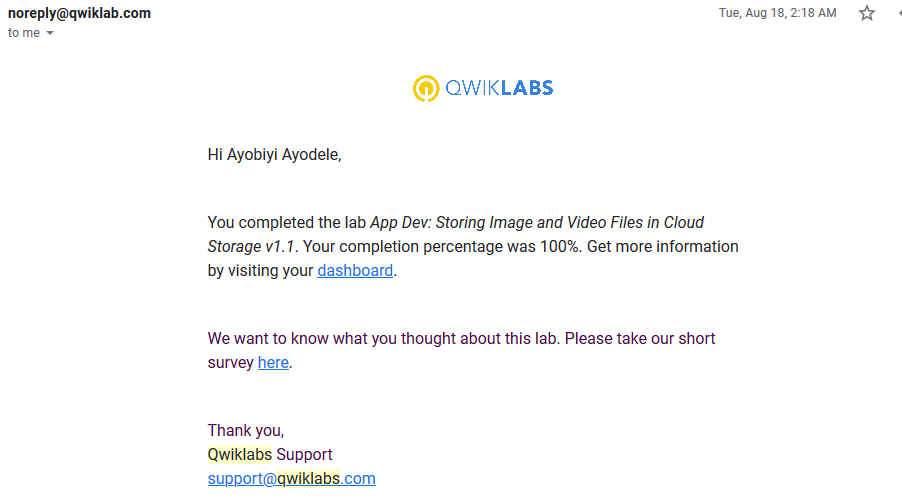 noreply@qwiklab.com
Tue, Aug 18, 2:18 AM
to me
QWIKLABS
Hi Ayobiyi Ayodele,
You completed the lab App Dev: Storing Image and Video Files in Cloud
Storage v1.1. Your completion percentage was 100%. Get more information
by visiting your dashboard.
We want to know what you thought about this lab. Please take our short
survey here.
Thank you,
Qwiklabs Support
support@qwiklabs.com